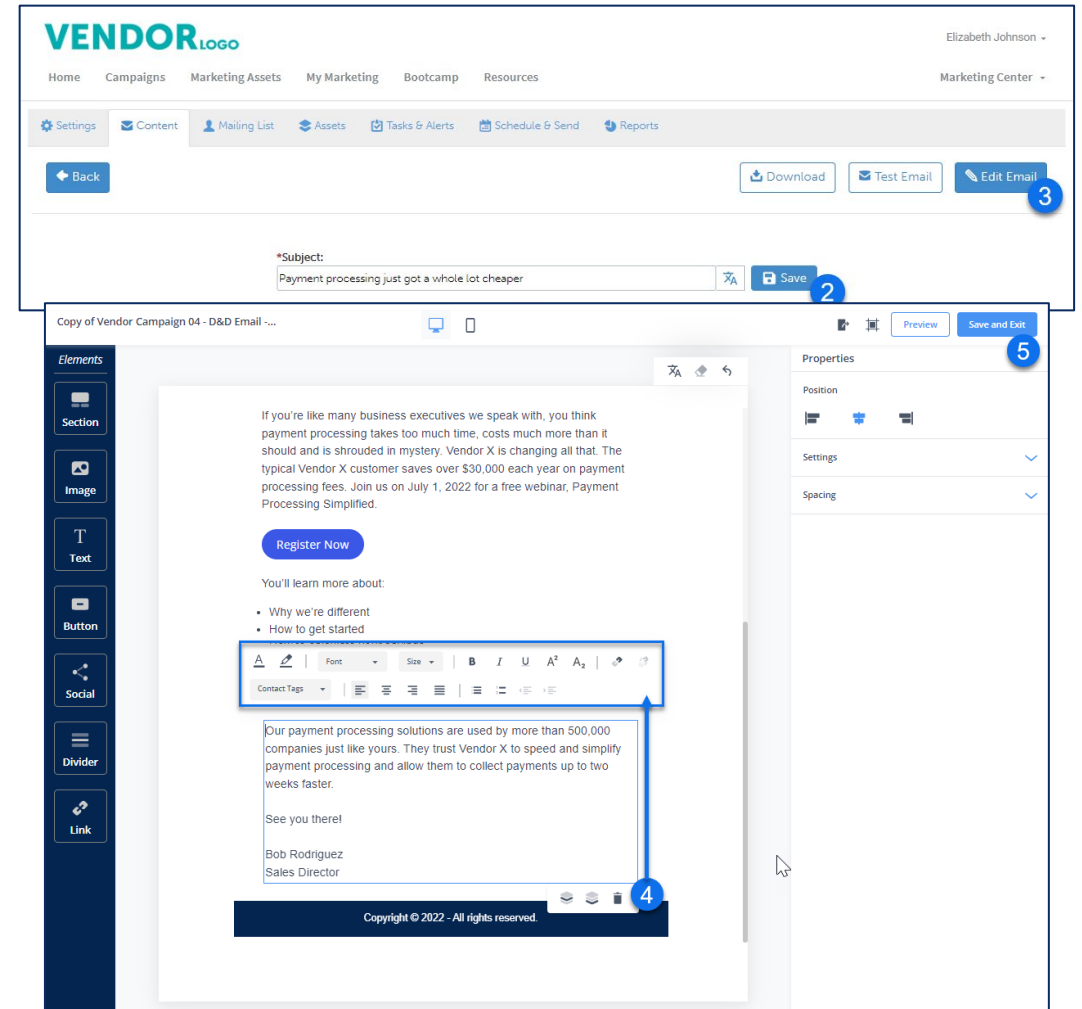 VENDOR LOGO
Elizabeth Johnson
Home Campaigns Marketing Assets My Marketing Bootcamp Resources Marketing Center
Settings Content Mailing List Assets Tasks & Alerts Schedule & Send Reports
Back Download Test Email Edit Email
3
*Subject:
Payment processing just got a whole lot cheaper Save
2
Copy of Vendor Campaign 04 - D&D Email -... Preview Save and Exit
5
Elements
Section
Image
T
Text
Button
Social
Divider
Link
If you're like many business executives we speak with, you think
payment processing takes too much time, costs much more than it
should and is shrouded in mystery. Vendor X is changing all that. The
typical Vendor X customer saves over $30,000 each year on payment
processing fees. Join us on July 1, 2022 for a free webinar, Payment
Processing Simplified.
Register Now
You'll learn more about:
• Why we're different
• How to get started
A Font Size B I U A² A₂
Contact Tags
Our payment processing solutions are used by more than 500,000
companies just like yours. They trust Vendor X to speed and simplify
payment processing and allow them to collect payments up to two
weeks faster.
See you there!
Bob Rodriguez
Sales Director
4
Copyright © 2022 - All rights reserved.
Properties
Position
Settings
Spacing